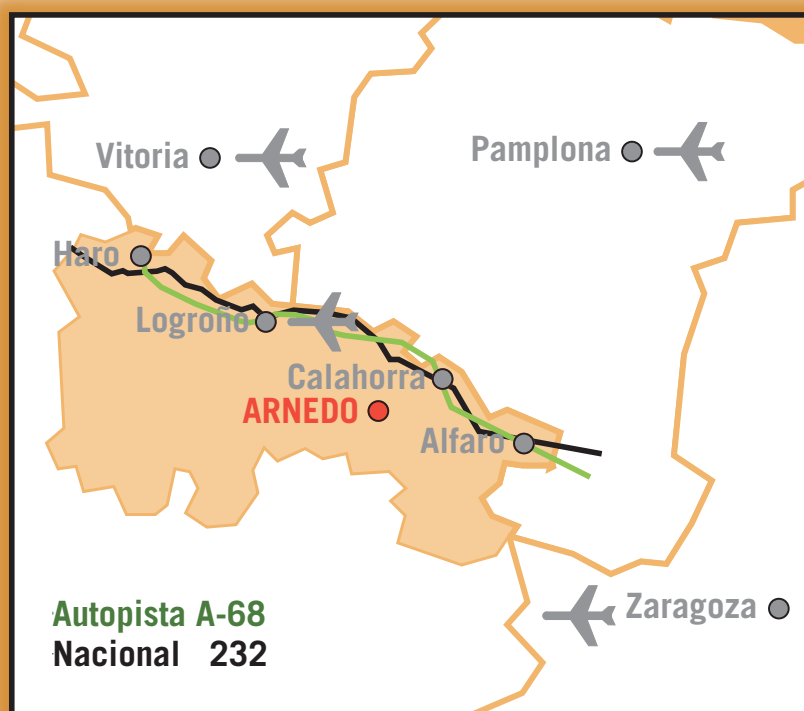 Vitoria
Pamplona
Haro
Logroño
Calahorra
ARNEDO
Alfaro
Autopista A-68
Zaragoza
Nacional 232